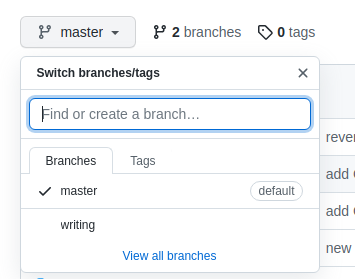 master
2 branches
0 tags
Switch branches/tags
Find or create a branch…
Branches
Tags
master
default
writing
View all branches
add
add
new